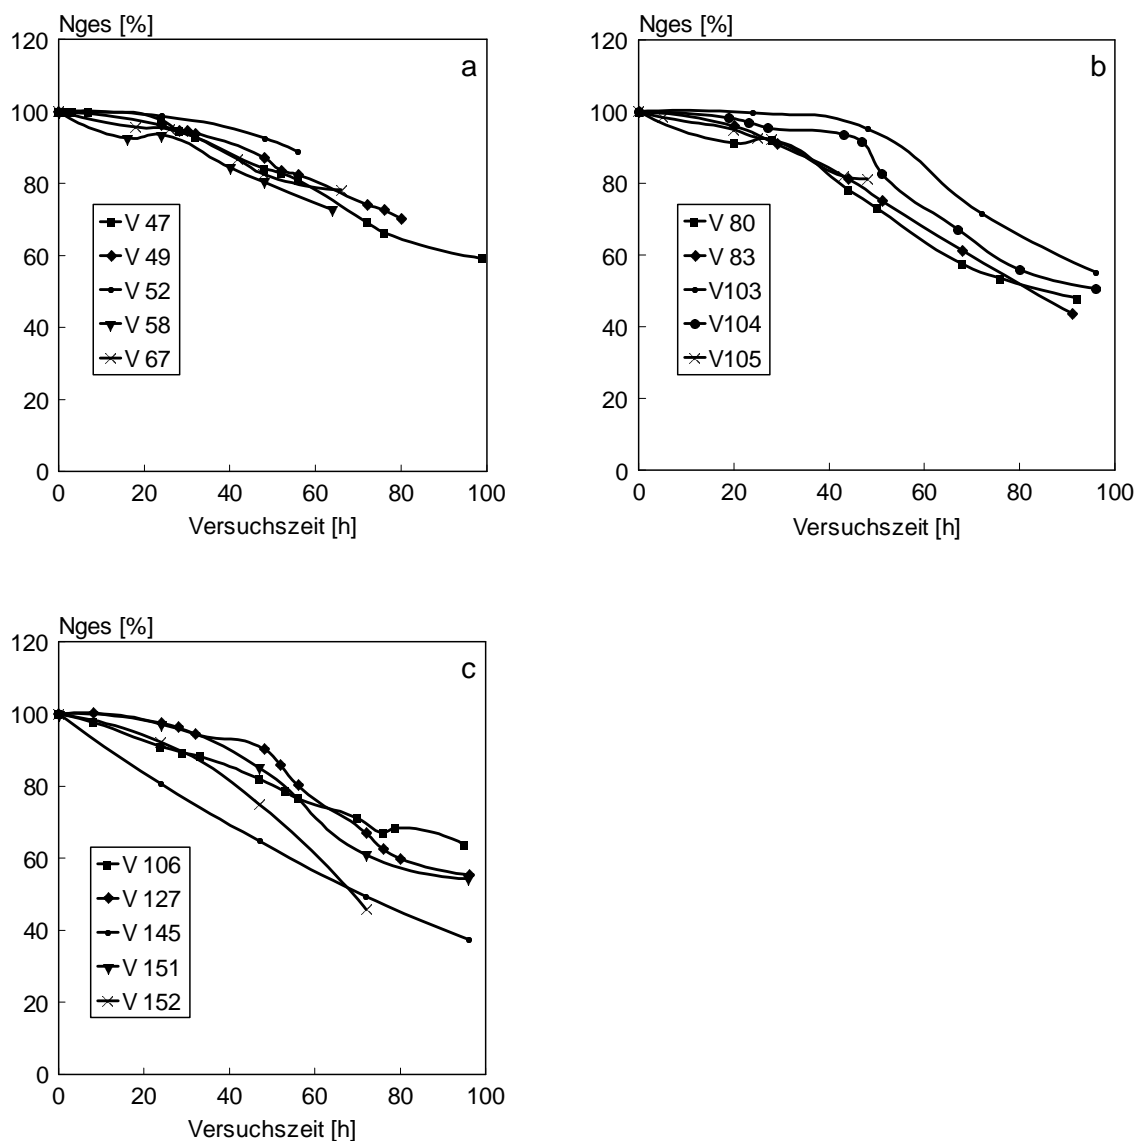 Nges [%]
120
100
80
60
40
20
0
a
V 47
V 49
V 52
V 58
V 67
0 20 40 60 80 100
Versuchszeit [h]
Nges [%]
120
100
80
60
40
20
0
b
V 80
V 83
V103
V104
V105
0 20 40 60 80 100
Versuchszeit [h]
Nges [%]
120
100
80
60
40
20
0
c
V 106
V 127
V 145
V 151
V 152
0 20 40 60 80 100
Versuchszeit [h]